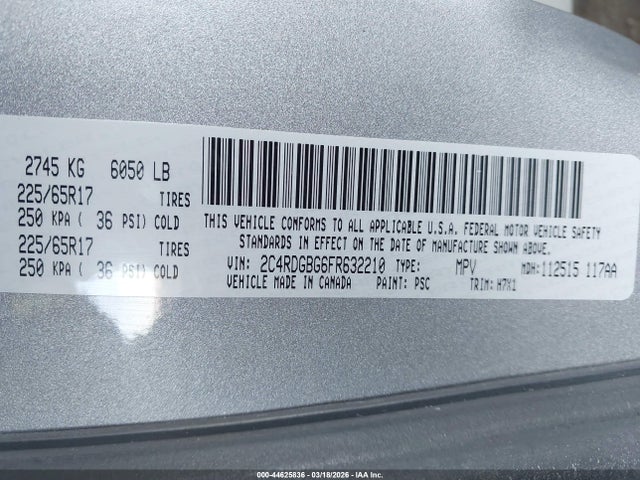 2745 KG 6050 LB
225/65R17 TIRES
250 KPA ( 36 PSI) COLD
225/65R17 TIRES
250 KPA ( 36 PSI) COLD
THIS VEHICLE CONFORMS TO ALL APPLICABLE U.S.A. FEDERAL MOTOR VEHICLE SAFETY
STANDARDS IN EFFECT ON THE DATE OF MANUFACTURE SHOWN ABOVE.
VIN: 2C4RDGBG6FR632210 TYPE: MPV MDH: 112515 117AA
VEHICLE MADE IN CANADA PAINT: PSC TRIM: H7X1
000-44625836 - 03/18/2026 - IAA Inc.